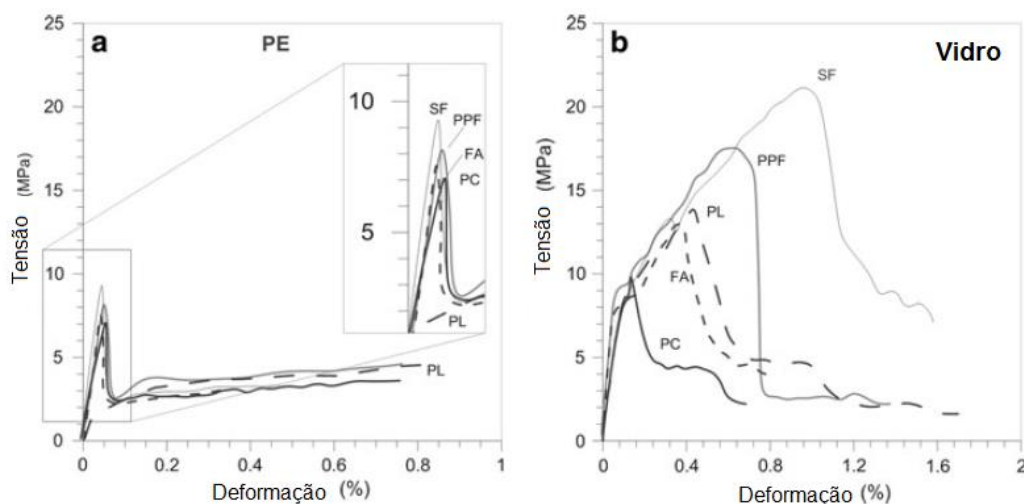 a
PE
25
20
15
10
5
0
Tensão (MPa)
10
5
SF
PPF
FA
PC
PL
PL
0
0.2
0.4
0.6
0.8
1
Deformação (%)
b
Vidro
25
20
15
10
5
0
Tensão (MPa)
SF
PPF
PL
FA
PC
0
0.4
0.8
1.2
1.6
2
Deformação (%)